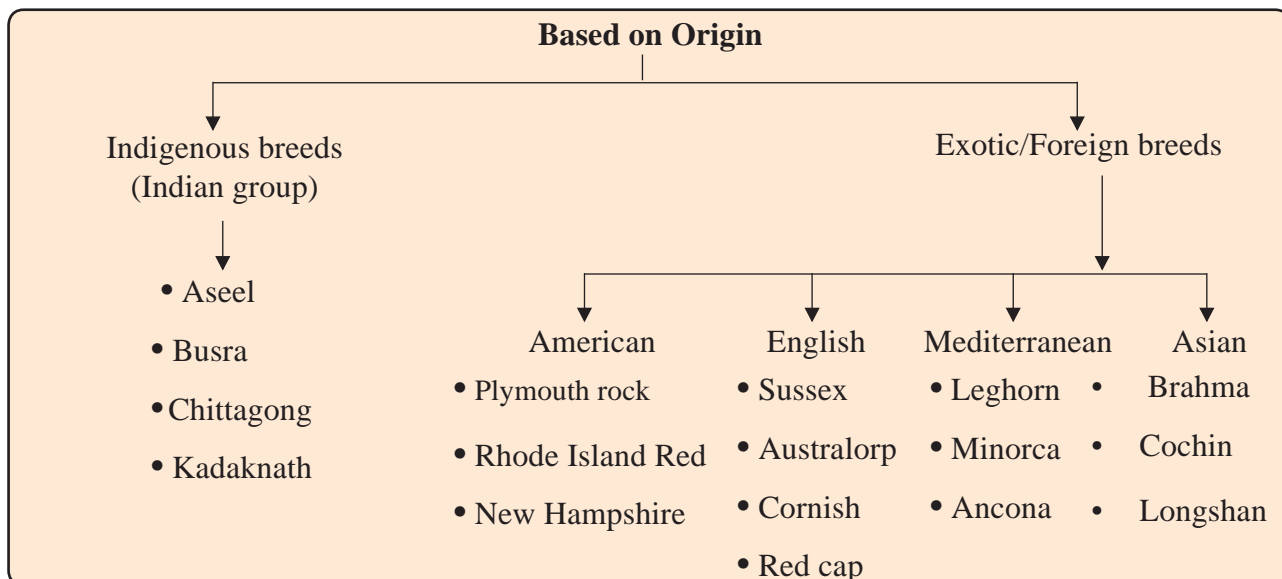 Based on Origin
Indigenous breeds
(Indian group)
• Aseel
• Busra
• Chittagong
• Kadaknath
Exotic/Foreign breeds
American
• Plymouth rock
• Rhode Island Red
• New Hampshire
English
• Sussex
• Australorp
• Cornish
• Red cap
Mediterranean
• Leghorn
• Minorca
• Ancona
Asian
• Brahma
• Cochin
• Longshan